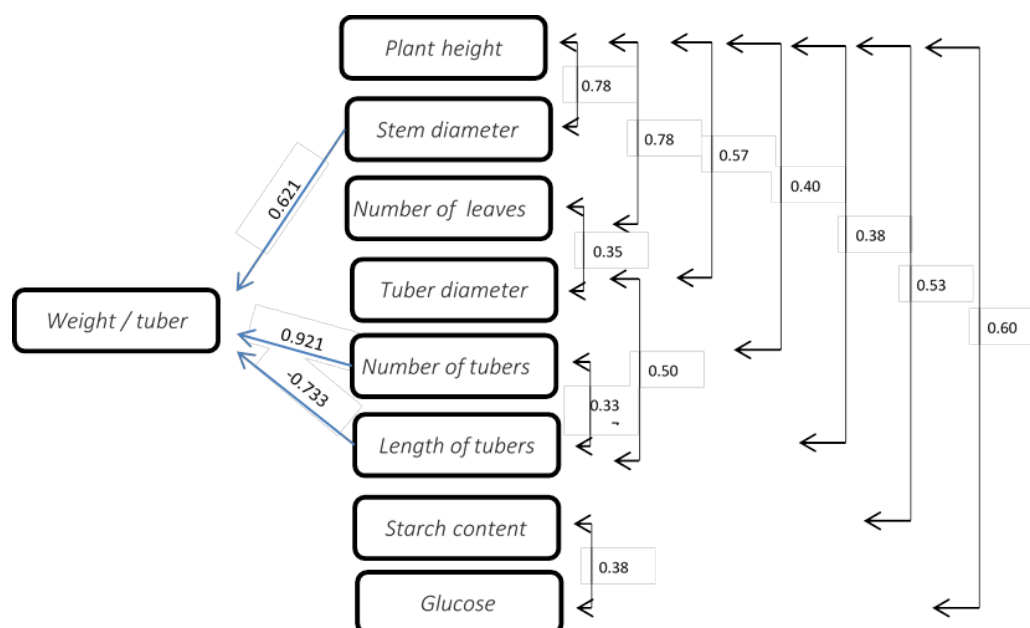 Plant height
0.78
Stem diameter
0.78
0.57
0.40
0.621
Number of leaves
0.38
0.35
0.53
Tuber diameter
Weight / tuber
0.60
0.921
Number of tubers
0.50
-0.733
0.33
Length of tubers
Starch content
0.38
Glucose